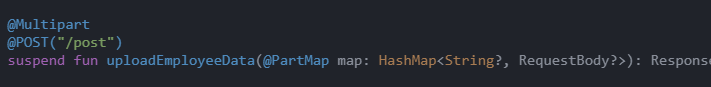 @Multipart
@POST("/post")
suspend fun uploadEmployeeData(@PartMap map: HashMap<String?, RequestBody?>): Respons